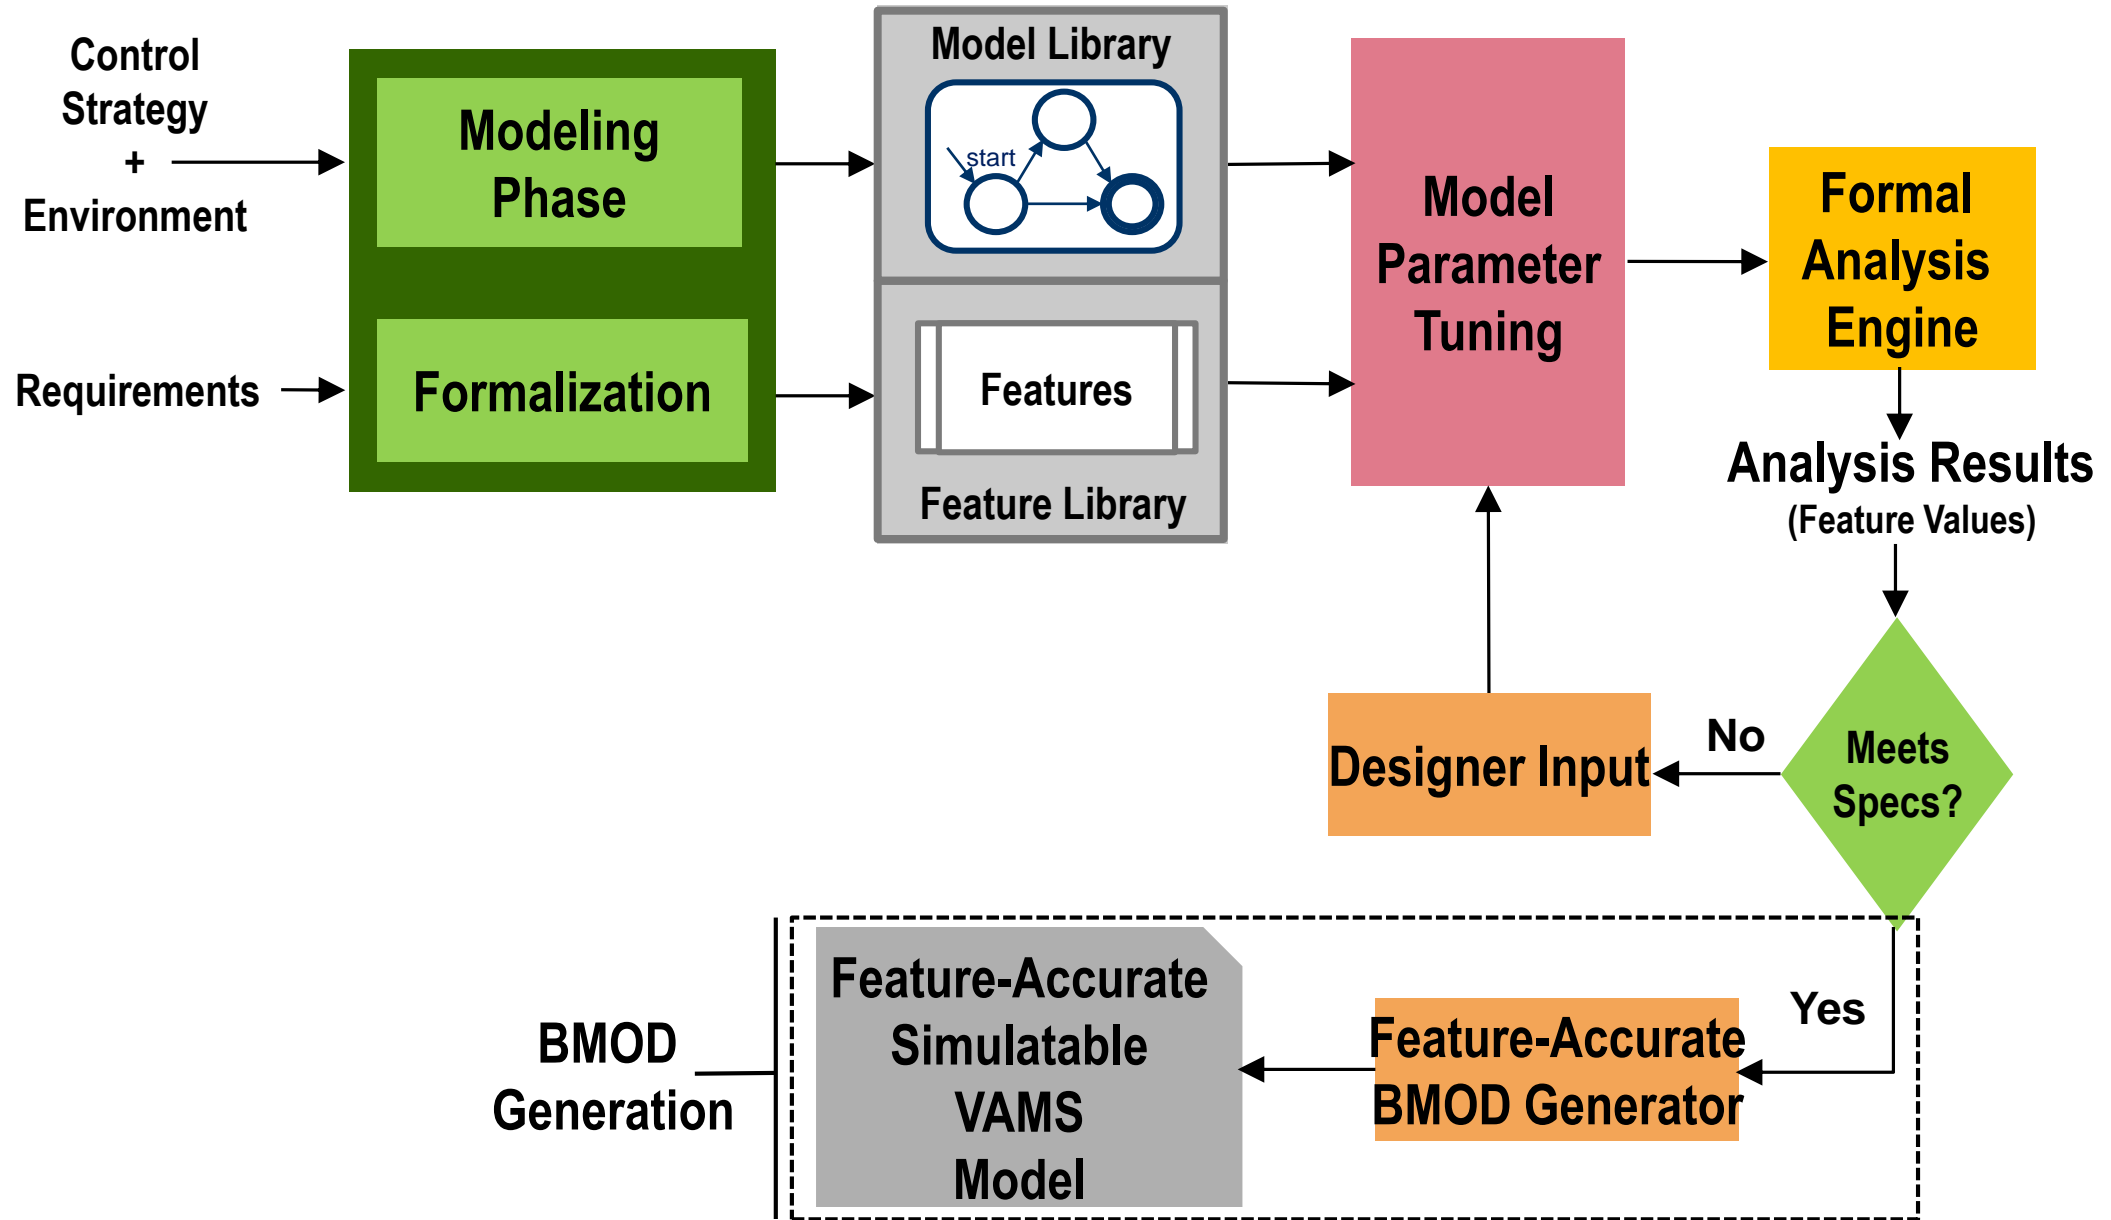 Control
Strategy
+
Environment
Requirements
Modeling
Phase
Formalization
Model Library
start
Features
Feature Library
Model
Parameter
Tuning
Formal
Analysis
Engine
Analysis Results
(Feature Values)
Meets
Specs?
No
Designer Input
Yes
Feature-Accurate
BMOD Generator
Feature-Accurate
Simulatable
VAMS
Model
BMOD
Generation